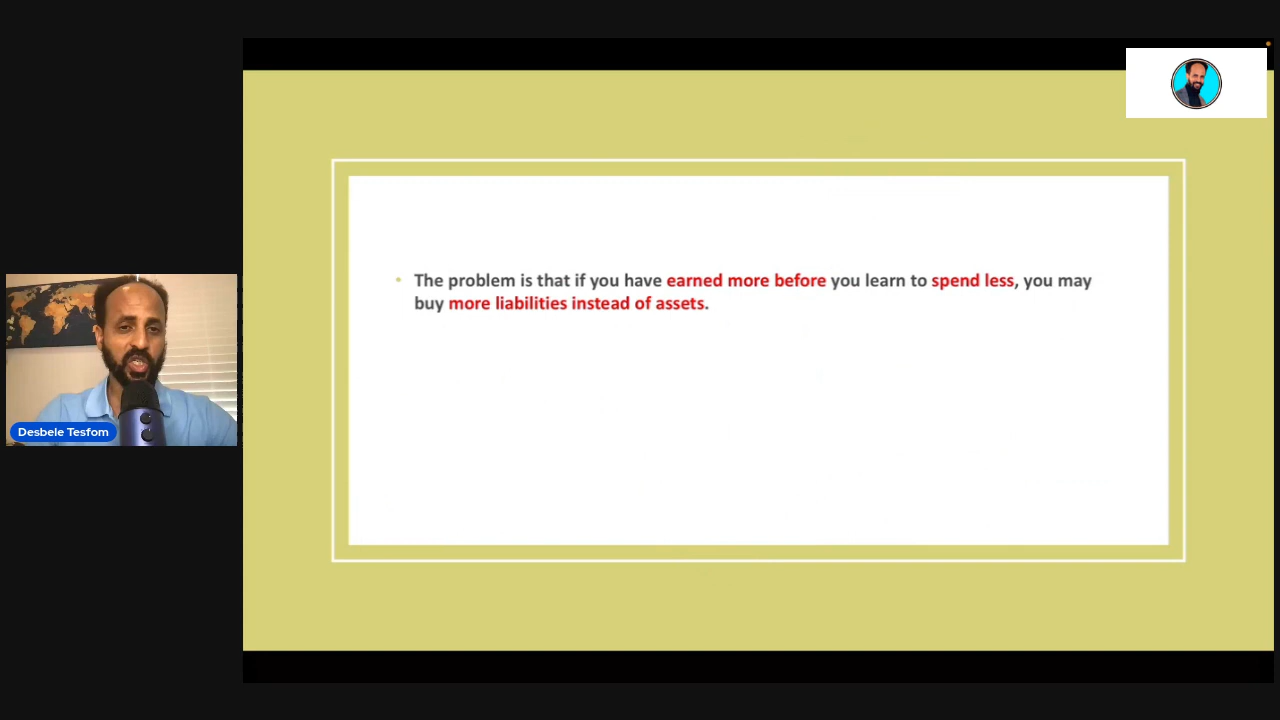 • The problem is that if you have earned more before you learn to spend less, you may
buy more liabilities instead of assets.
Desbele Tesfom